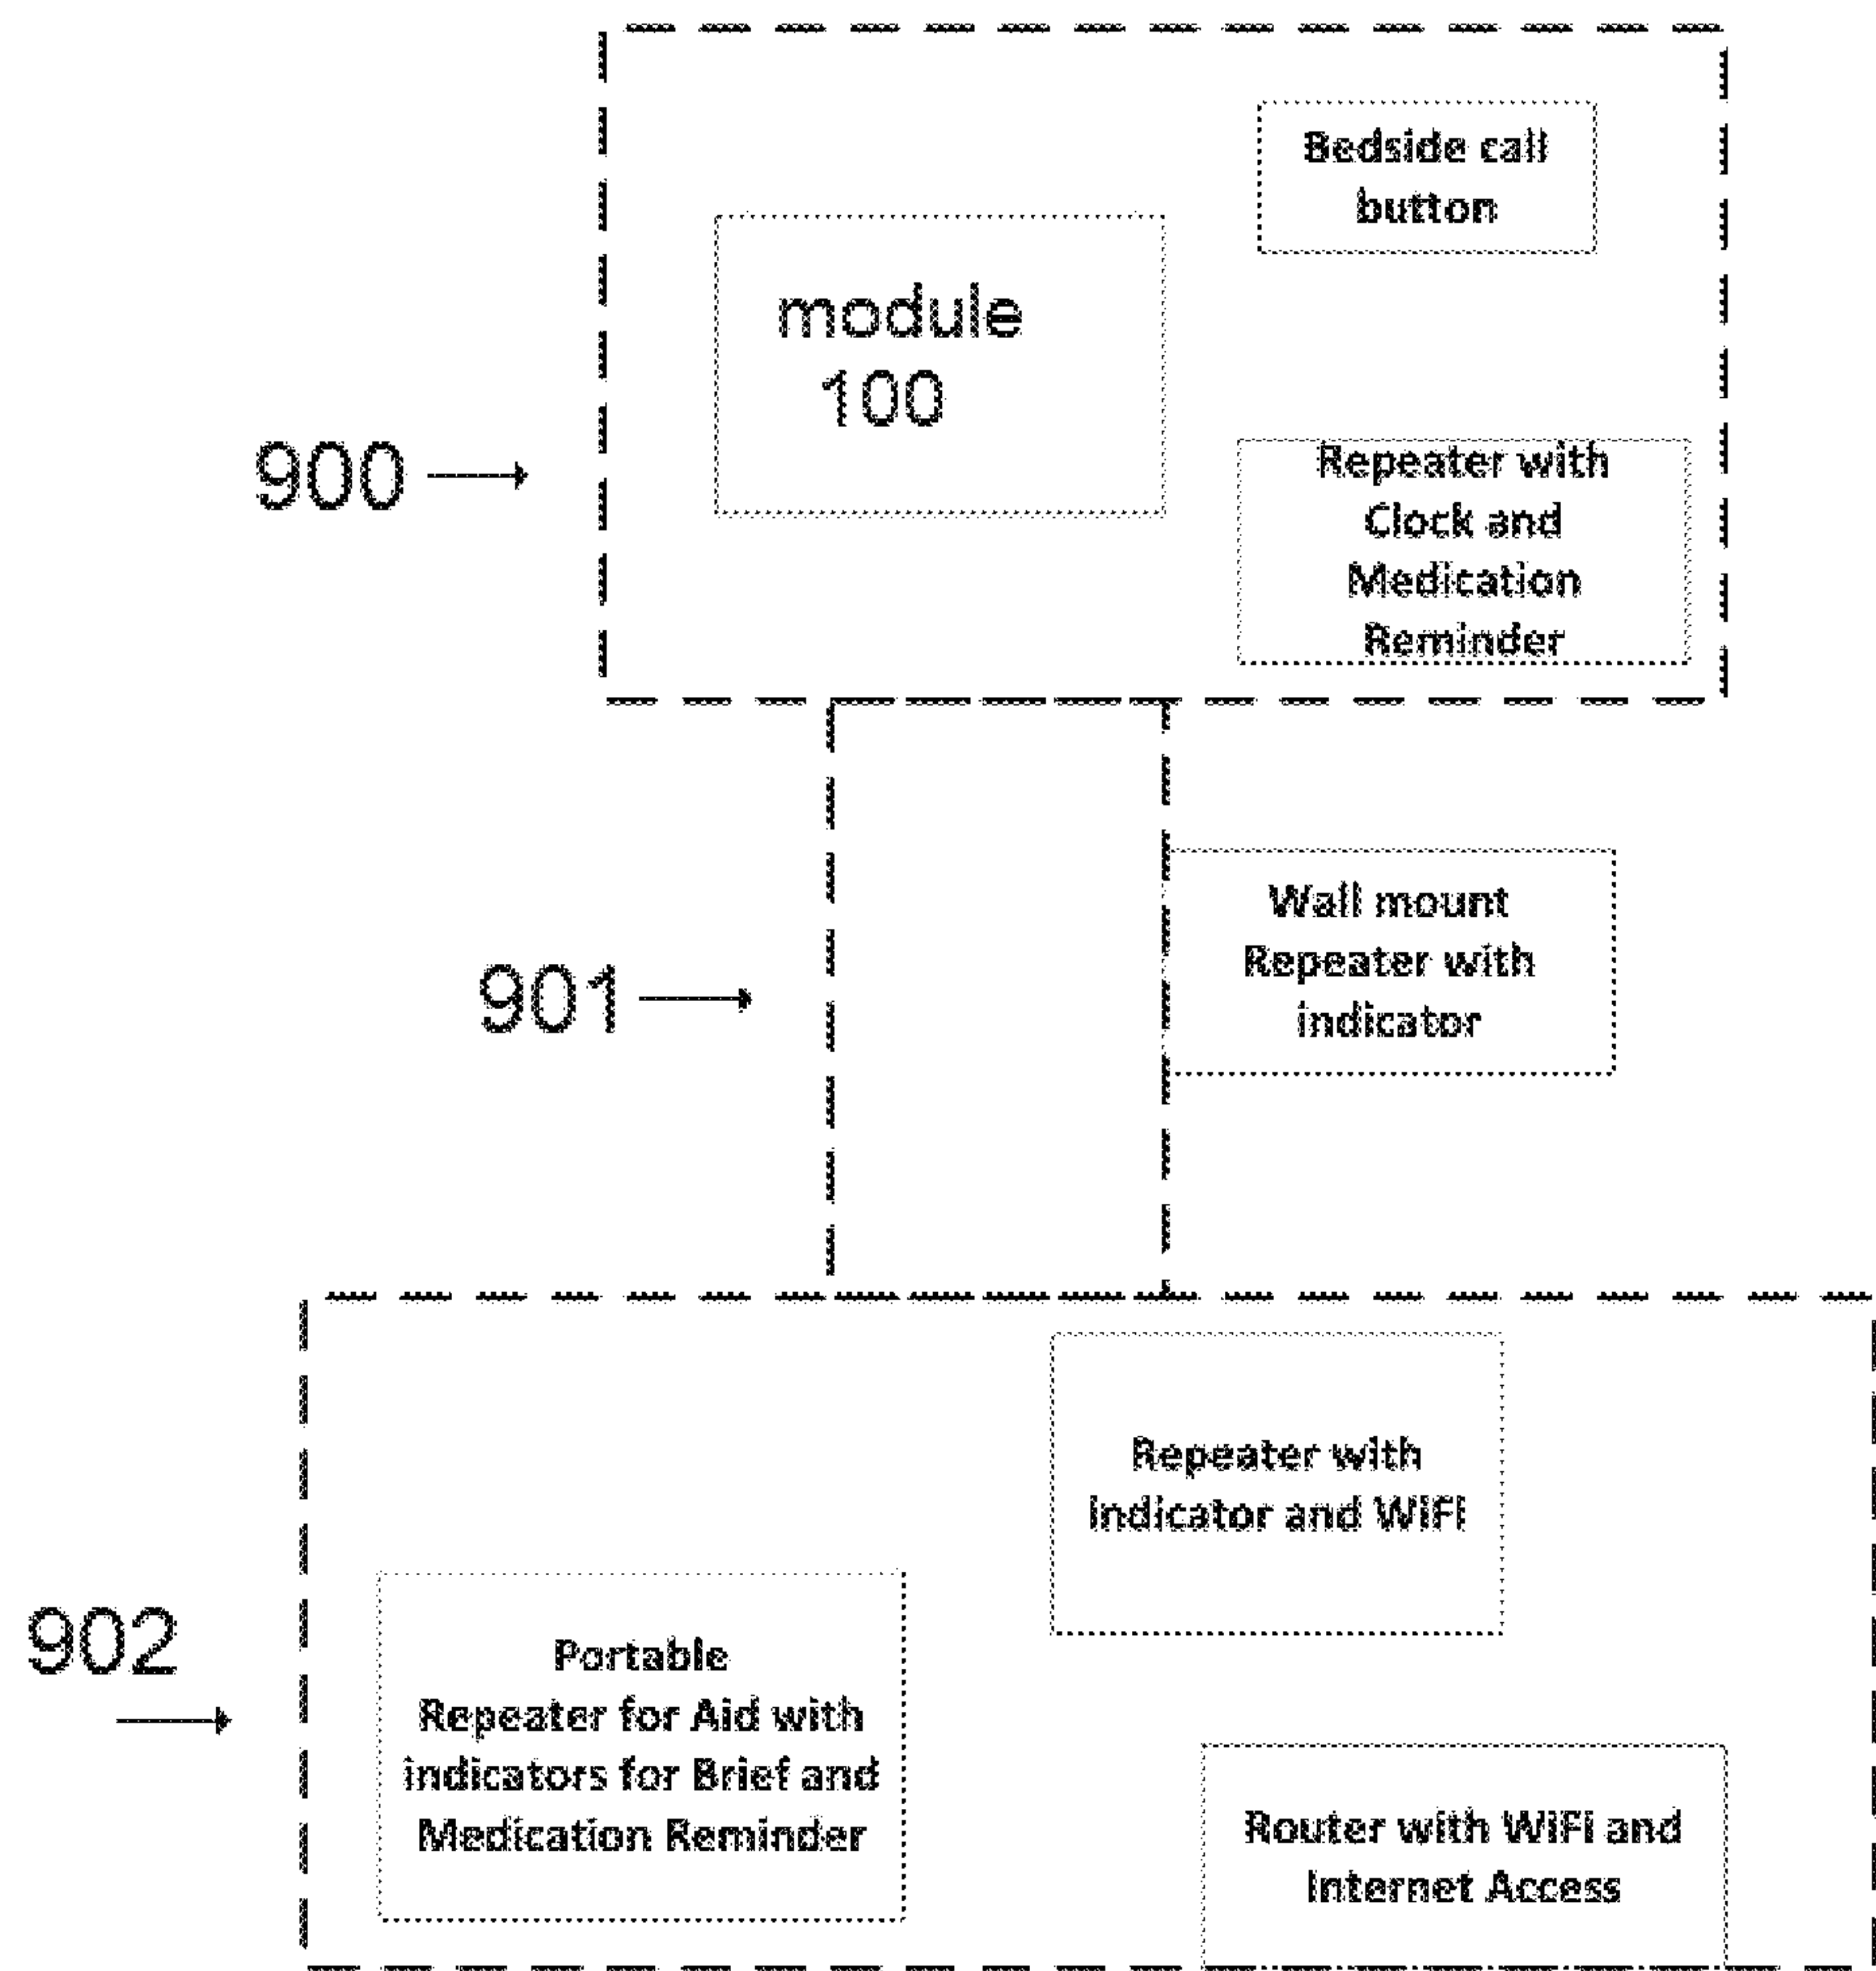 Bedside call
button
module
100
900
Repeater with
Clock and
Medication
Reminder
Wall mount
Repeater with
indicator
901
Repeater with
Indicator and WiFi
902
Portable
Repeater for Aid with
indicators for Brief and
Medication Reminder
Router with WiFi and
Internet Access